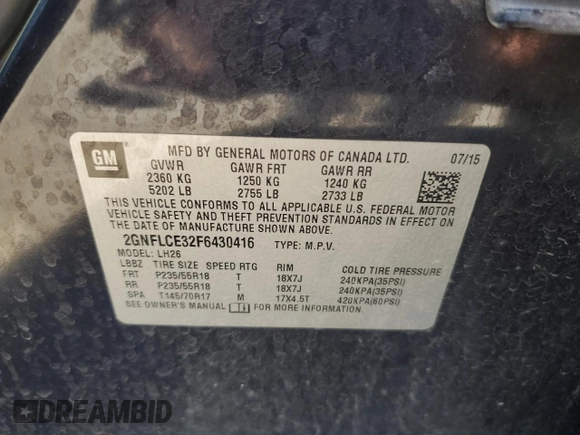 GM
MFD BY GENERAL MOTORS OF CANADA LTD. 07/15
GVWR GAWR FRT GAWR RR
2360 KG 1250 KG 1240 KG
5202 LB 2755 LB 2733 LB
THIS VEHICLE CONFORMS TO ALL APPLICABLE U.S. FEDERAL MOTOR
VEHICLE SAFETY AND THEFT PREVENTION STANDARDS IN EFFECT ON
THE DATE OF MANUFACTURE SHOWN ABOVE.
2GNFLCE32F6430416 TYPE: M.P.V.
MODEL: LH26
LBBZ TIRE SIZE SPEED RTG RIM COLD TIRE PRESSURE
FRT P235/55R18 T 18X7J 240KPA(35PSI)
RR P235/55R18 T 18X7J 240KPA(35PSI)
SPA T145/70R17 M 17X4.5T 420KPA(60PSI)
SEE OWNER'S MANUAL FOR MORE INFORMATION
DREAMBID